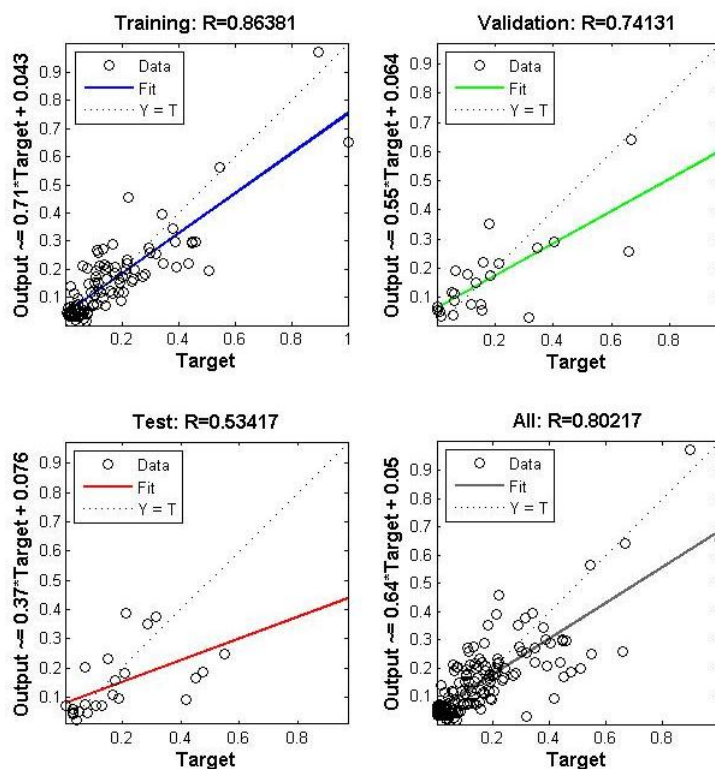 Training: R=0.86381
Output ~= 0.71*Target + 0.043
1
0.9
0.8
0.7
0.6
0.5
0.4
0.3
0.2
0.1
Data
Fit
Y = T
0.2
0.4
0.6
0.8
1
Target
Validation: R=0.74131
Output ~= 0.55*Target + 0.064
0.9
0.8
0.7
0.6
0.5
0.4
0.3
0.2
0.1
Data
Fit
Y = T
0.2
0.4
0.6
0.8
Target
Test: R=0.53417
Output ~= 0.37*Target + 0.076
0.9
0.8
0.7
0.6
0.5
0.4
0.3
0.2
0.1
Data
Fit
Y = T
0.2
0.4
0.6
0.8
Target
All: R=0.80217
Output ~= 0.64*Target + 0.05
0.9
0.8
0.7
0.6
0.5
0.4
0.3
0.2
0.1
Data
Fit
Y = T
0.2
0.4
0.6
0.8
Target